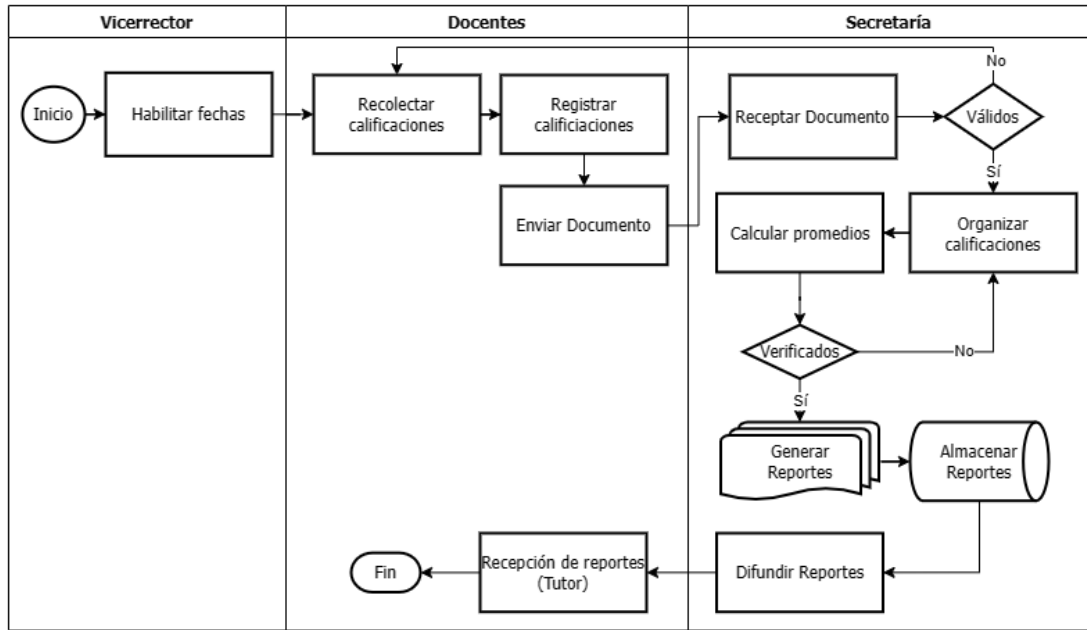 Vicerrector
Docentes
Secretaría
No
Inicio
Habilitar fechas
Recolectar
calificaciones
Registrar
calificiaciones
Receptar Documento
Válidos
Sí
Enviar Documento
Calcular promedios
Organizar
calificaciones
Verificados
No
Sí
Generar
Reportes
Almacenar
Reportes
Fin
Recepción de reportes
(Tutor)
Difundir Reportes